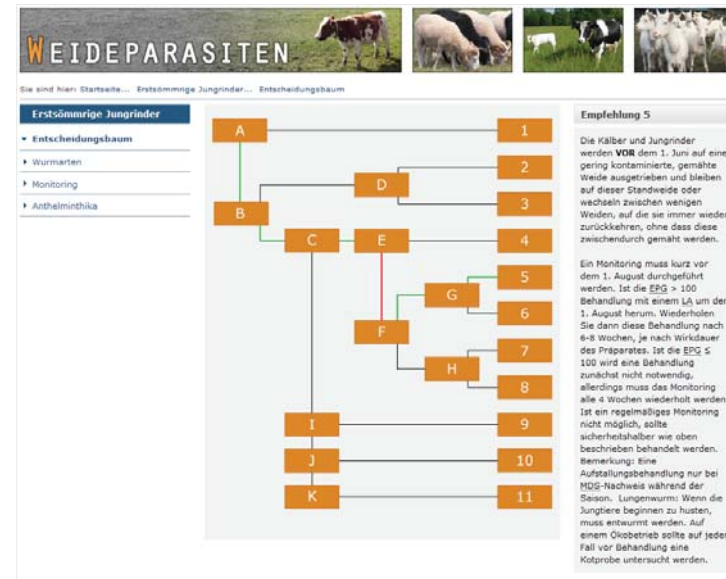 WEIDEPARASITEN
Sie sind hier: Startseite... Erstsömmrige Jungrinder... Entscheidungsbaum
Erstsömmrige Jungrinder
Entscheidungsbaum
Wurmarten
Monitoring
Anthelminthika
A
1
2
D
3
B
C
E
4
5
G
6
F
7
H
8
I
9
J
10
K
11
Empfehlung 5
Die Kälber und Jungrinder
werden VOR dem 1. Juni auf eine
gering kontaminierte, gemähte
Weide ausgetrieben und bleiben
auf dieser Standweide oder
wechseln zwischen wenigen
Weiden, auf die sie immer wieder
zurückkehren, ohne dass diese
zwischendurch gemäht werden.
Ein Monitoring muss kurz vor
dem 1. August durchgeführt
werden. Ist die EPG > 100
Behandlung mit einem LA um den
1. August herum. Wiederholen
Sie dann diese Behandlung nach
6-8 Wochen, je nach Wirkdauer
des Präparates. Ist die EPG ≤
100 wird eine Behandlung
zunächst nicht notwendig,
allerdings muss das Monitoring
alle 4 Wochen wiederholt werden
Ist ein regelmäßiges Monitoring
nicht möglich, sollte
sicherheitshalber wie oben
beschrieben behandelt werden.
Bemerkung: Eine
Aufstallungsbehandlung nur bei
MDS-Nachweis während der
Saison. Lungenwurm: Wenn die
Jungtiere beginnen zu husten,
muss entwurmt werden. Auf
einem Ökobetrieb sollte auf jeden
Fall vor Behandlung eine
Kotprobe untersucht werden.